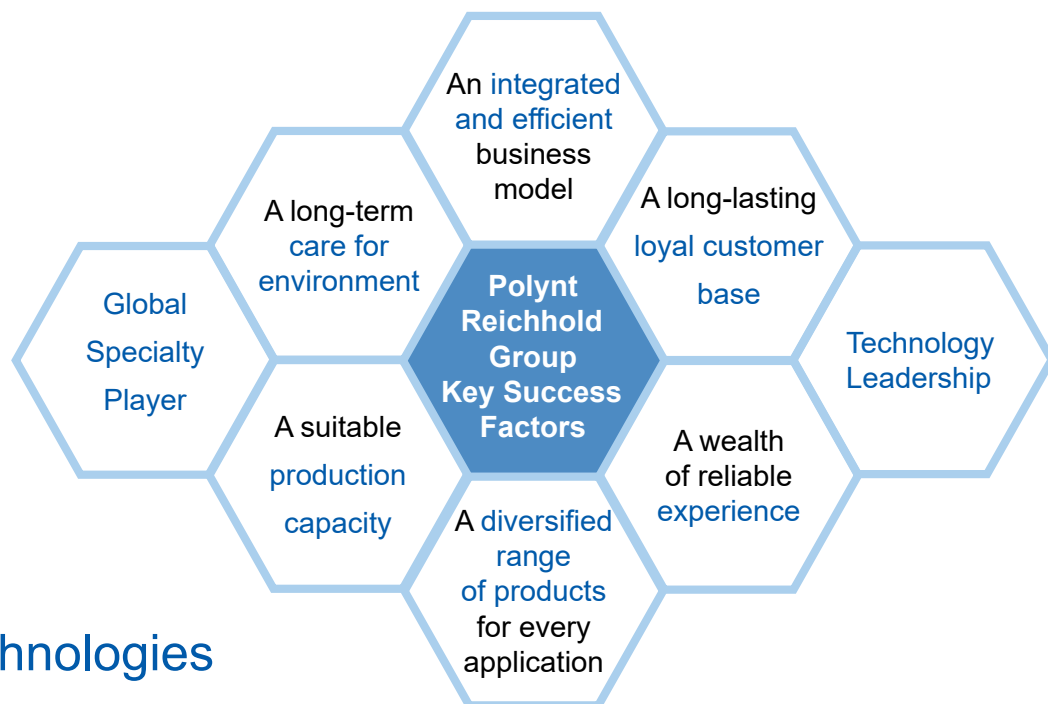 An integrated
and efficient
business
model
A long-term
care for
environment
A long-lasting
loyal customer
base
Global
Specialty
Player
Polynt
Reichhold
Group
Key Success
Factors
Technology
Leadership
A suitable
production
capacity
A wealth
of reliable
experience
A diversified
range
of products
for every
application
hnologies